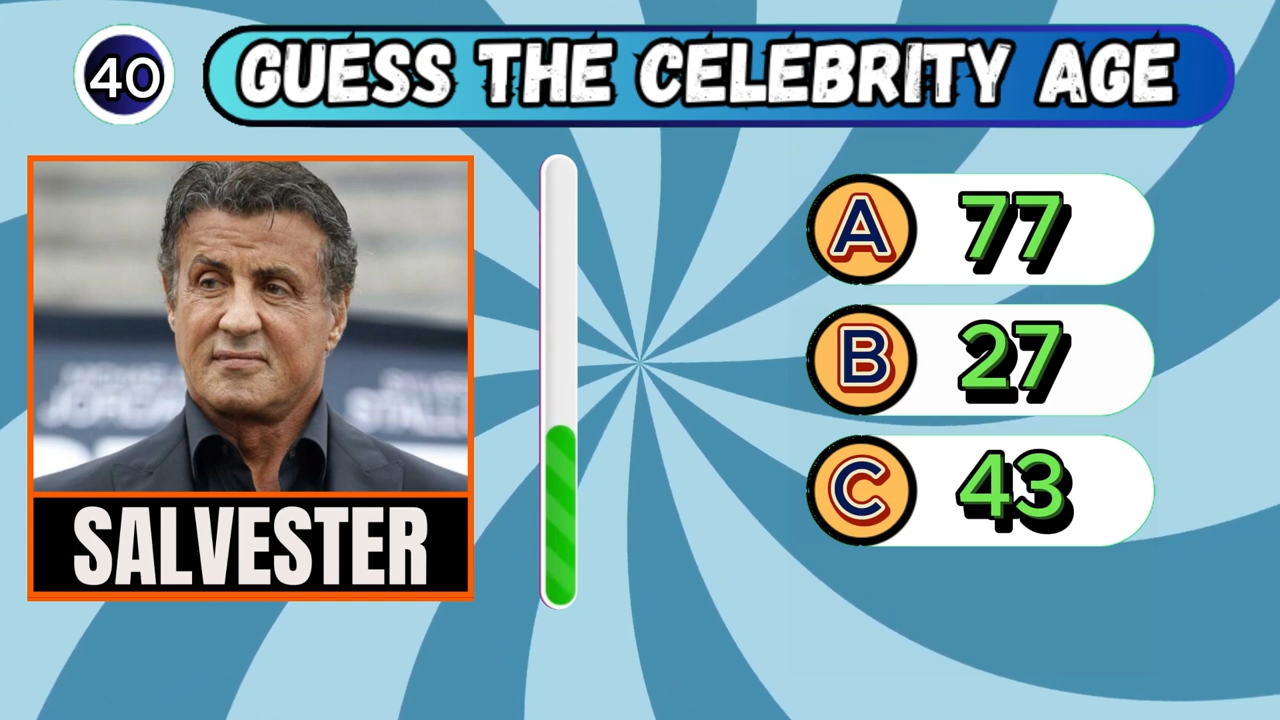 40
GUESS THE CELEBRITY AGE
A 77
B 27
C 43
SALVESTER